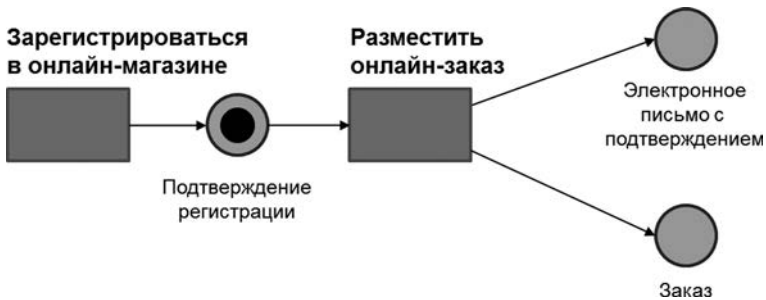 Зарегистрироваться
в онлайн-магазине
Разместить
онлайн-заказ
Подтверждение
регистрации
Электронное
письмо с
подтверждением
Заказ